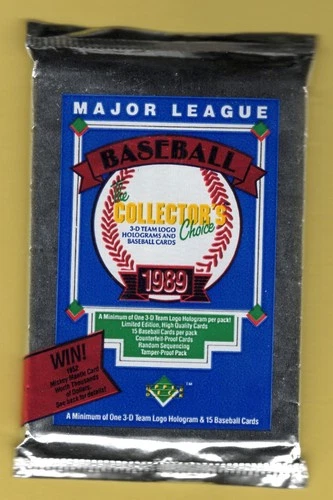 MAJOR LEAGUE
BASEBALL
the
COLLECTOR'S
Choice
3-D TEAM LOGO
HOLOGRAMS AND
BASEBALL CARDS
1989
A Minimum of One 3-D Team Logo Hologram per pack!
Limited Edition, High Quality Cards
15 Baseball Cards per pack
Counterfeit-Proof Cards
Random Sequencing
Tamper-Proof Pack
WIN!
1952
Mickey Mantle Card
Worth Thousands
of Dollars!
See back for details!
TM
A Minimum of One 3-D Team Logo Hologram & 15 Baseball Cards